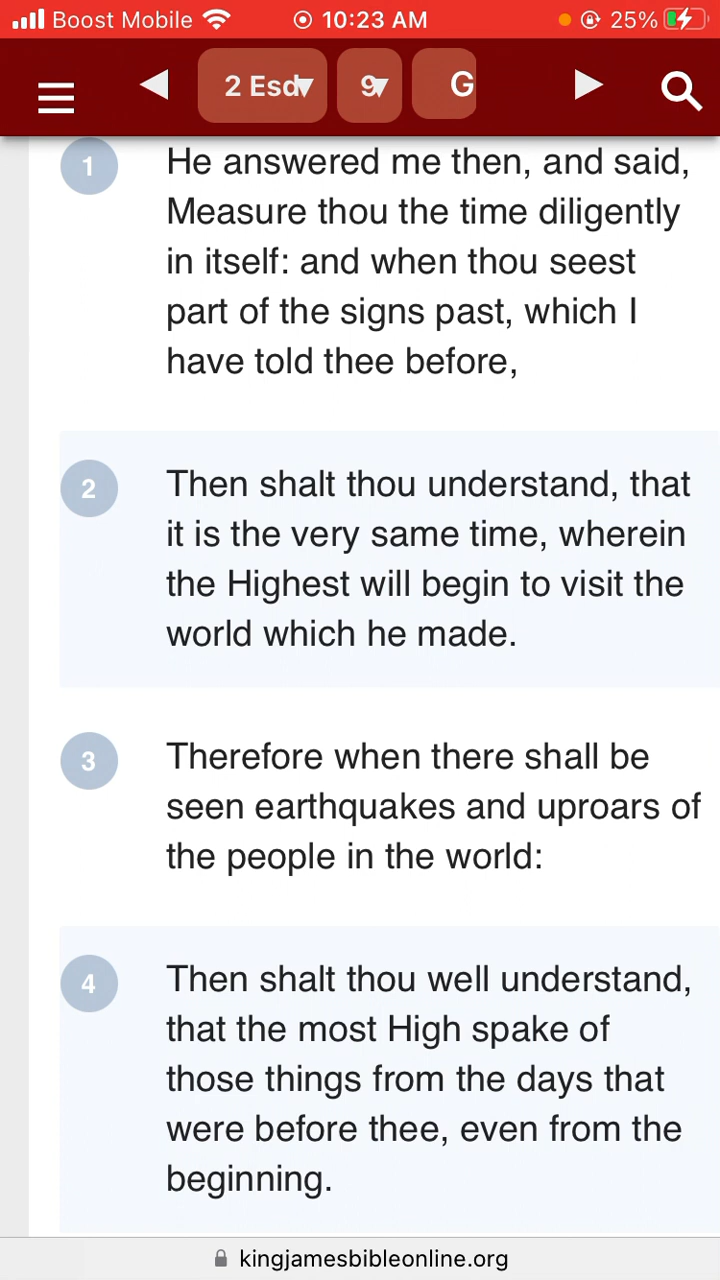 Boost Mobile 10:23 AM 25%
2 Esd 9 G
1 He answered me then, and said,
Measure thou the time diligently
in itself: and when thou seest
part of the signs past, which I
have told thee before,
2 Then shalt thou understand, that
it is the very same time, wherein
the Highest will begin to visit the
world which he made.
3 Therefore when there shall be
seen earthquakes and uproars of
the people in the world:
4 Then shalt thou well understand,
that the most High spake of
those things from the days that
were before thee, even from the
beginning.
kingjamesbibleonline.org